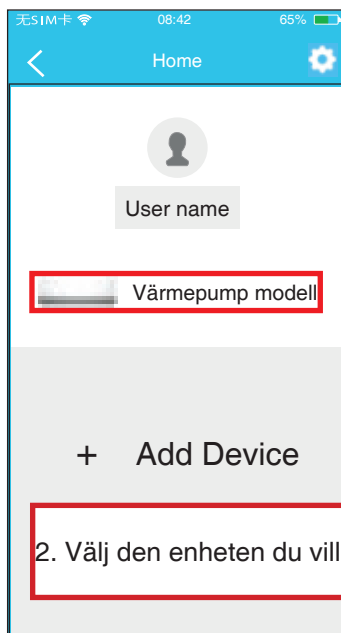 无SIM卡 08:42 65%
Home
User name
Värmepump modell
+ Add Device
2. Välj den enheten du vill